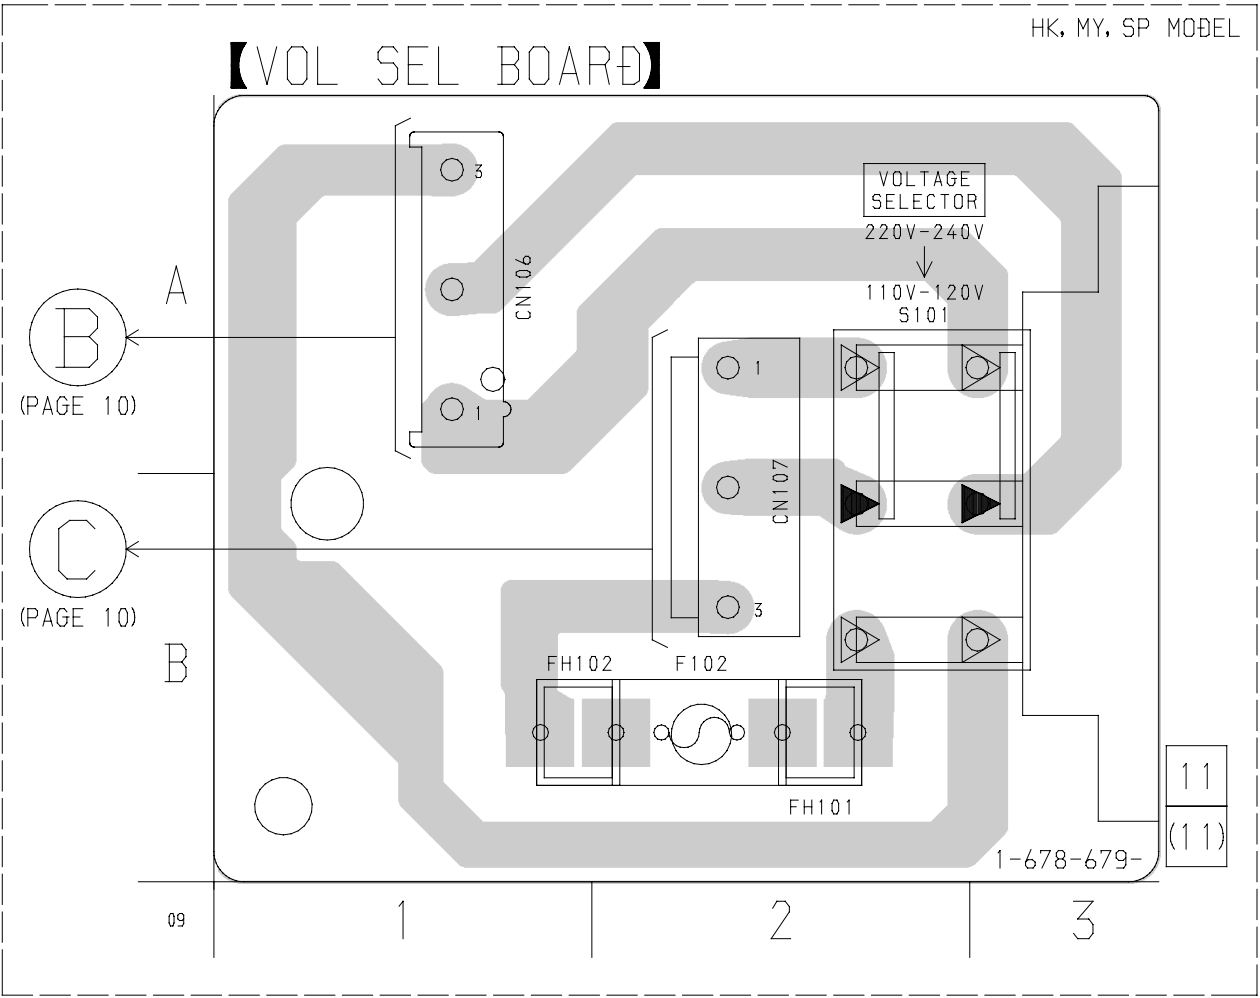 HK, MY, SP MODEL
【VOL SEL BOARD】
3
VOLTAGE
SELECTOR
220V-240V
110V-120V
S101
A
CN106
B
(PAGE 10)
1
1
CN107
C
(PAGE 10)
3
B
FH102 F102
FH101
11
(11)
1-678-679-
09
1 2 3